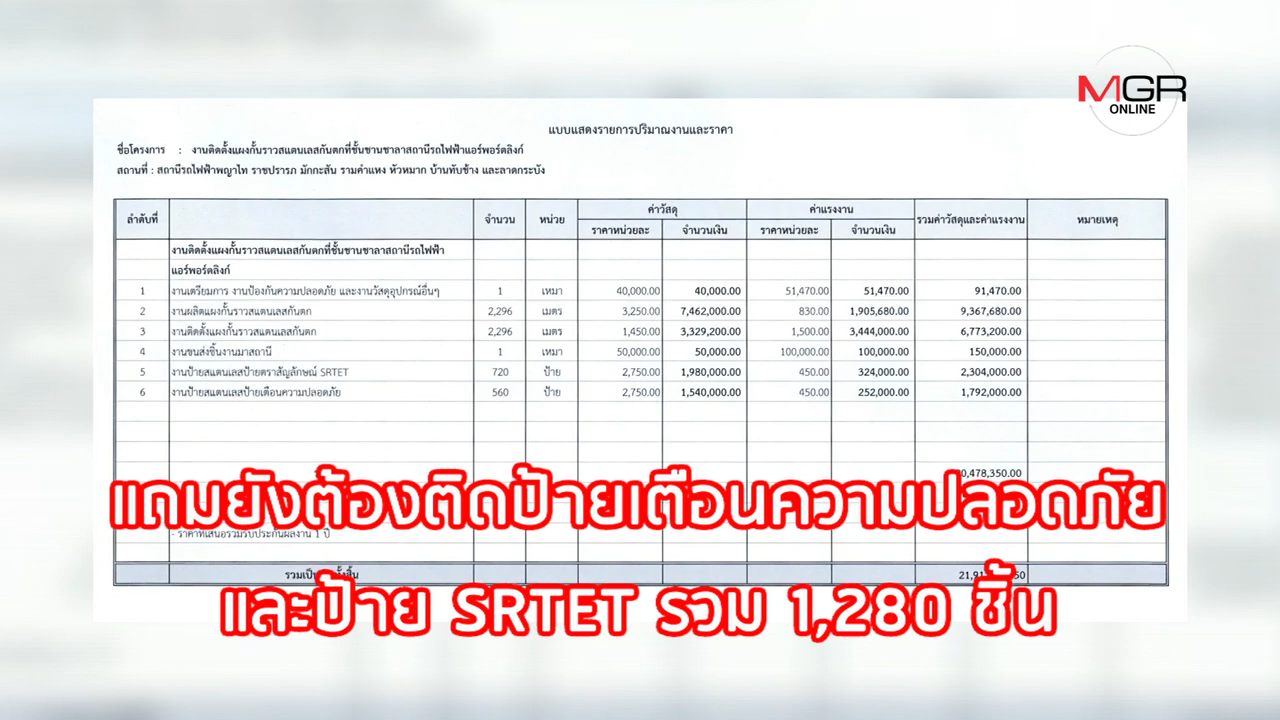 MGR
ONLINE
แบบแสดงรายการปริมาณงานและราคา
ชื่อโครงการ : งานติดตั้งแผงกั้นราวสแตนเลสกันตกที่ชั้นชานชาลาสถานีรถไฟฟ้าแอร์พอร์ตลิงก์
สถานที่ : สถานีรถไฟฟ้าพญาไท ราชปรารภ มักกะสัน รามคำแหง หัวหมาก บ้านทับช้าง และลาดกระบัง
ลำดับที่ จำนวน หน่วย ค่าวัสดุ ค่าแรงงาน รวมค่าวัสดุและค่าแรงงาน หมายเหตุ
ราคาหน่วยละ จำนวนเงิน ราคาหน่วยละ จำนวนเงิน
งานติดตั้งแผงกั้นราวสแตนเลสกันตกที่ชั้นชานชาลาสถานีรถไฟฟ้า
แอร์พอร์ตลิงก์
1 งานเตรียมการ งานป้องกันความปลอดภัย และงานวัสดุอุปกรณ์อื่นๆ 1 เหมา 40,000.00 40,000.00 51,470.00 51,470.00 91,470.00
2 งานผลิตแผงกั้นราวสแตนเลสกันตก 2,296 เมตร 3,250.00 7,462,000.00 830.00 1,905,680.00 9,367,680.00
3 งานติดตั้งแผงกั้นราวสแตนเลสกันตก 2,296 เมตร 1,450.00 3,329,200.00 1,500.00 3,444,000.00 6,773,200.00
4 งานขนส่งชิ้นงานมาสถานี 1 เหมา 50,000.00 50,000.00 100,000.00 100,000.00 150,000.00
5 งานป้ายสแตนเลสป้ายตราสัญลักษณ์ SRTET 720 ป้าย 2,750.00 1,980,000.00 450.00 324,000.00 2,304,000.00
6 งานป้ายสแตนเลสป้ายเตือนความปลอดภัย 560 ป้าย 2,750.00 1,540,000.00 450.00 252,000.00 1,792,000.00
แถมยังต้องติดป้ายเตือนความปลอดภัย
- ราคาที่เสนอรวมรับประกันผลงาน 1 ปี
และป้าย SRTET รวม 1,280 ชิ้น